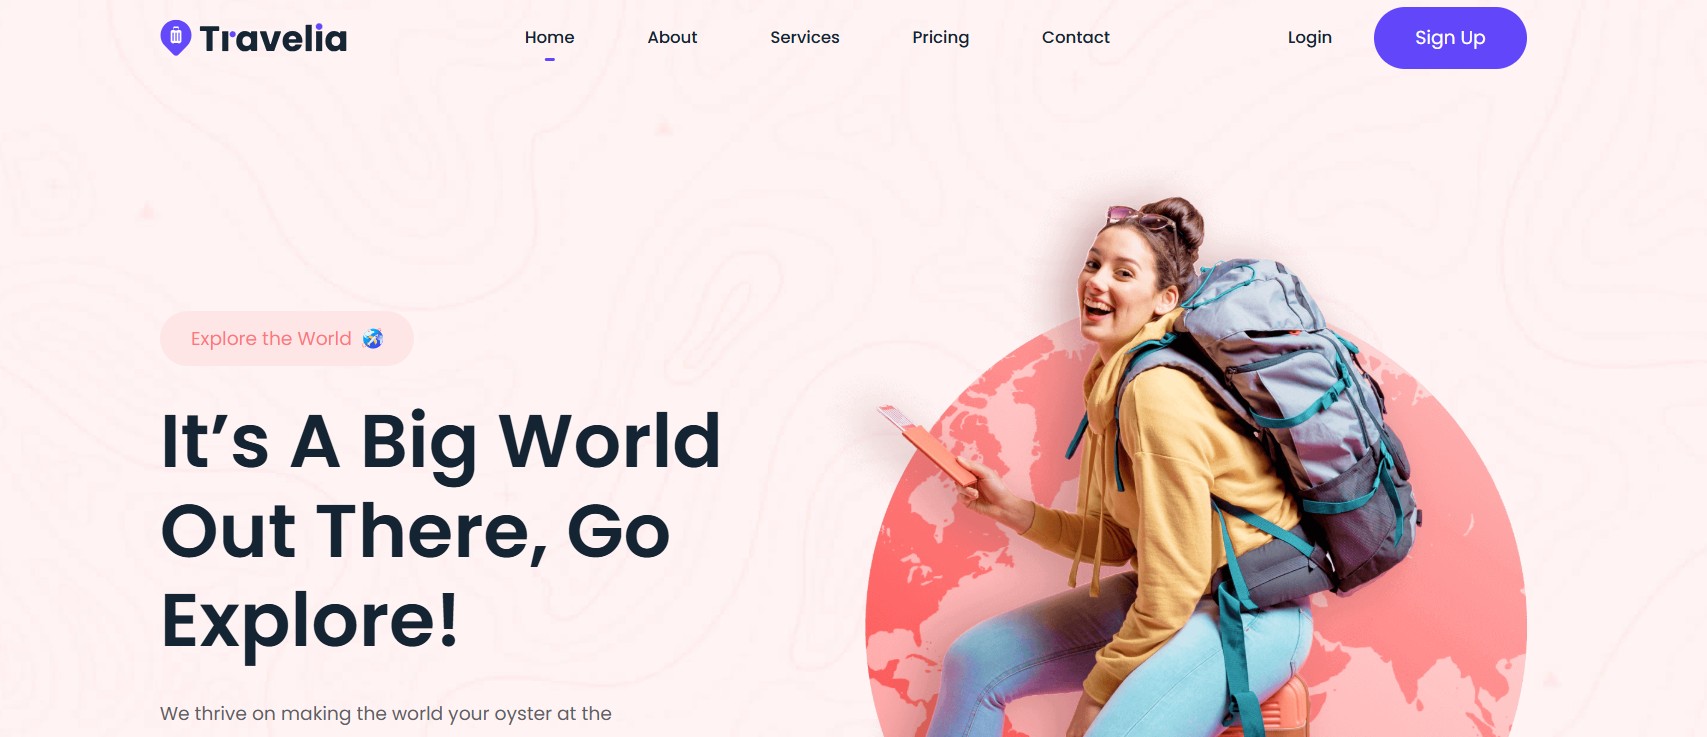 Travelia
Home About Services Pricing Contact Login Sign Up
Explore the World
It’s A Big World
Out There, Go
Explore!
We thrive on making the world your oyster at the